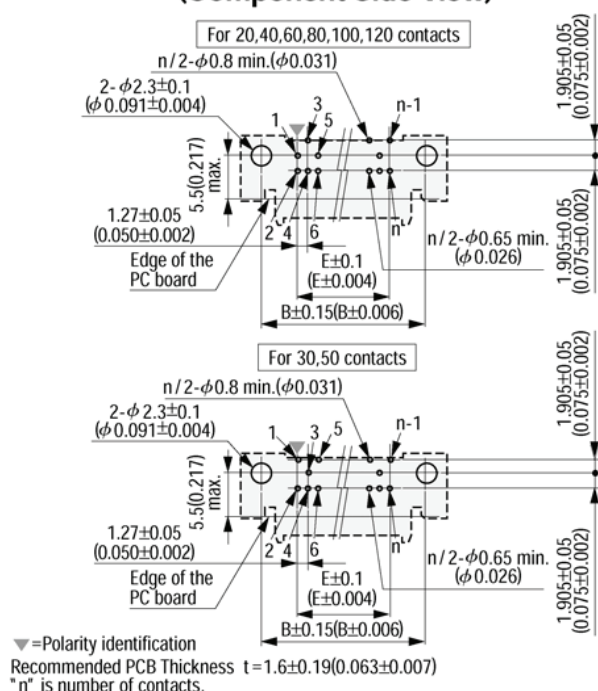 (Component Side View)
For 20,40,60,80,100,120 contacts
n/2-ϕ0.8 min.(ϕ0.031)
2-ϕ2.3±0.1
(ϕ0.091±0.004)
1
3
5
n-1
1.905±0.05
(0.075±0.002)
5.5(0.217)
max.
1.27±0.05
(0.050±0.002)
2
4
6
n
n/2-ϕ0.65 min.
(ϕ0.026)
1.905±0.05
(0.075±0.002)
Edge of the
PC board
E±0.1
(E±0.004)
B±0.15(B±0.006)
For 30,50 contacts
n/2-ϕ0.8 min.(ϕ0.031)
2-ϕ2.3±0.1
(ϕ0.091±0.004)
1
3
5
n-1
1.905±0.05
(0.075±0.002)
5.5(0.217)
max.
1.27±0.05
(0.050±0.002)
2
4
6
n
n/2-ϕ0.65 min.
(ϕ0.026)
1.905±0.05
(0.075±0.002)
Edge of the
PC board
E±0.1
(E±0.004)
B±0.15(B±0.006)
▼=Polarity identification
Recommended PCB Thickness t=1.6±0.19(0.063±0.007)
"n" is number of contacts.